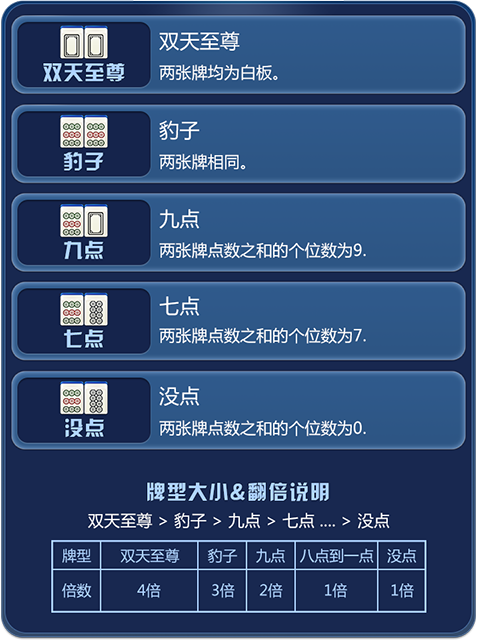 双天至尊
双天至尊
两张牌均为白板。
豹子
豹子
两张牌相同。
九点
九点
两张牌点数之和的个位数为9.
七点
七点
两张牌点数之和的个位数为7.
没点
没点
两张牌点数之和的个位数为0.
牌型大小&翻倍说明
双天至尊 > 豹子 > 九点 > 七点 .... > 没点
牌型 双天至尊 豹子 九点 八点到一点 没点
倍数 4倍 3倍 2倍 1倍 1倍